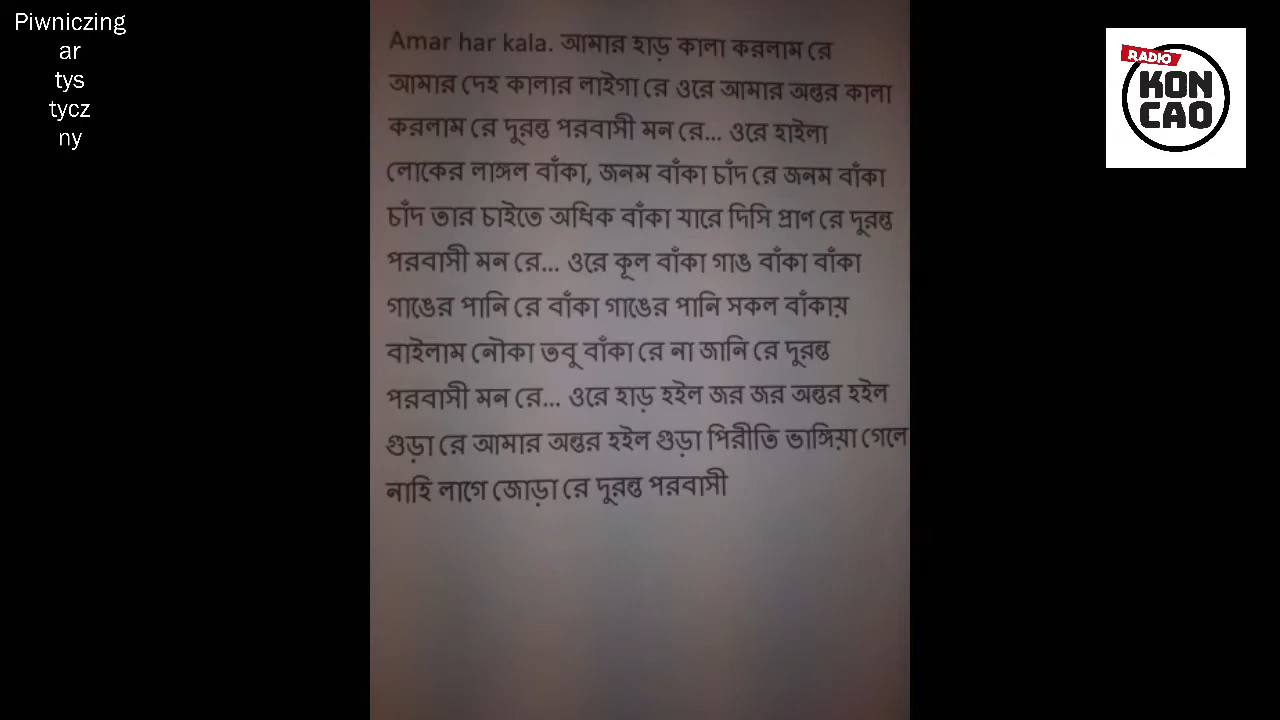 Piwniczing
ar
tys
tycz
ny
RADIO
KON
CAO
Amar har kala. আমার হাড় কালা করলাম রে
আমার দেহ কালার লাইগা রে ওরে আমার অন্তর কালা
করলাম রে দূরন্ত পরবাসী মন রে... ওরে হাইলা
লোকের লাঙ্গল বাঁকা, জনম বাঁকা চাঁদ রে জনম বাঁকা
চাঁদ তার চাইতে অধিক বাঁকা যারে দিসি প্রাণ রে দূরন্ত
পরবাসী মন রে... ওরে কূল বাঁকা গাঙ বাঁকা বাঁকা
গাঙের পানি রে বাঁকা গাঙের পানি সকল বাঁকায়
বাইলাম নৌকা তবু বাঁকা রে না জানি রে দূরন্ত
পরবাসী মন রে... ওরে হাড় হইল জর জর অন্তর হইল
গুড়া রে আমার অন্তর হইল গুড়া পিরীতি ভাঙ্গিয়া গেলে
নাহি লাগে জোড়া রে দূরন্ত পরবাসী